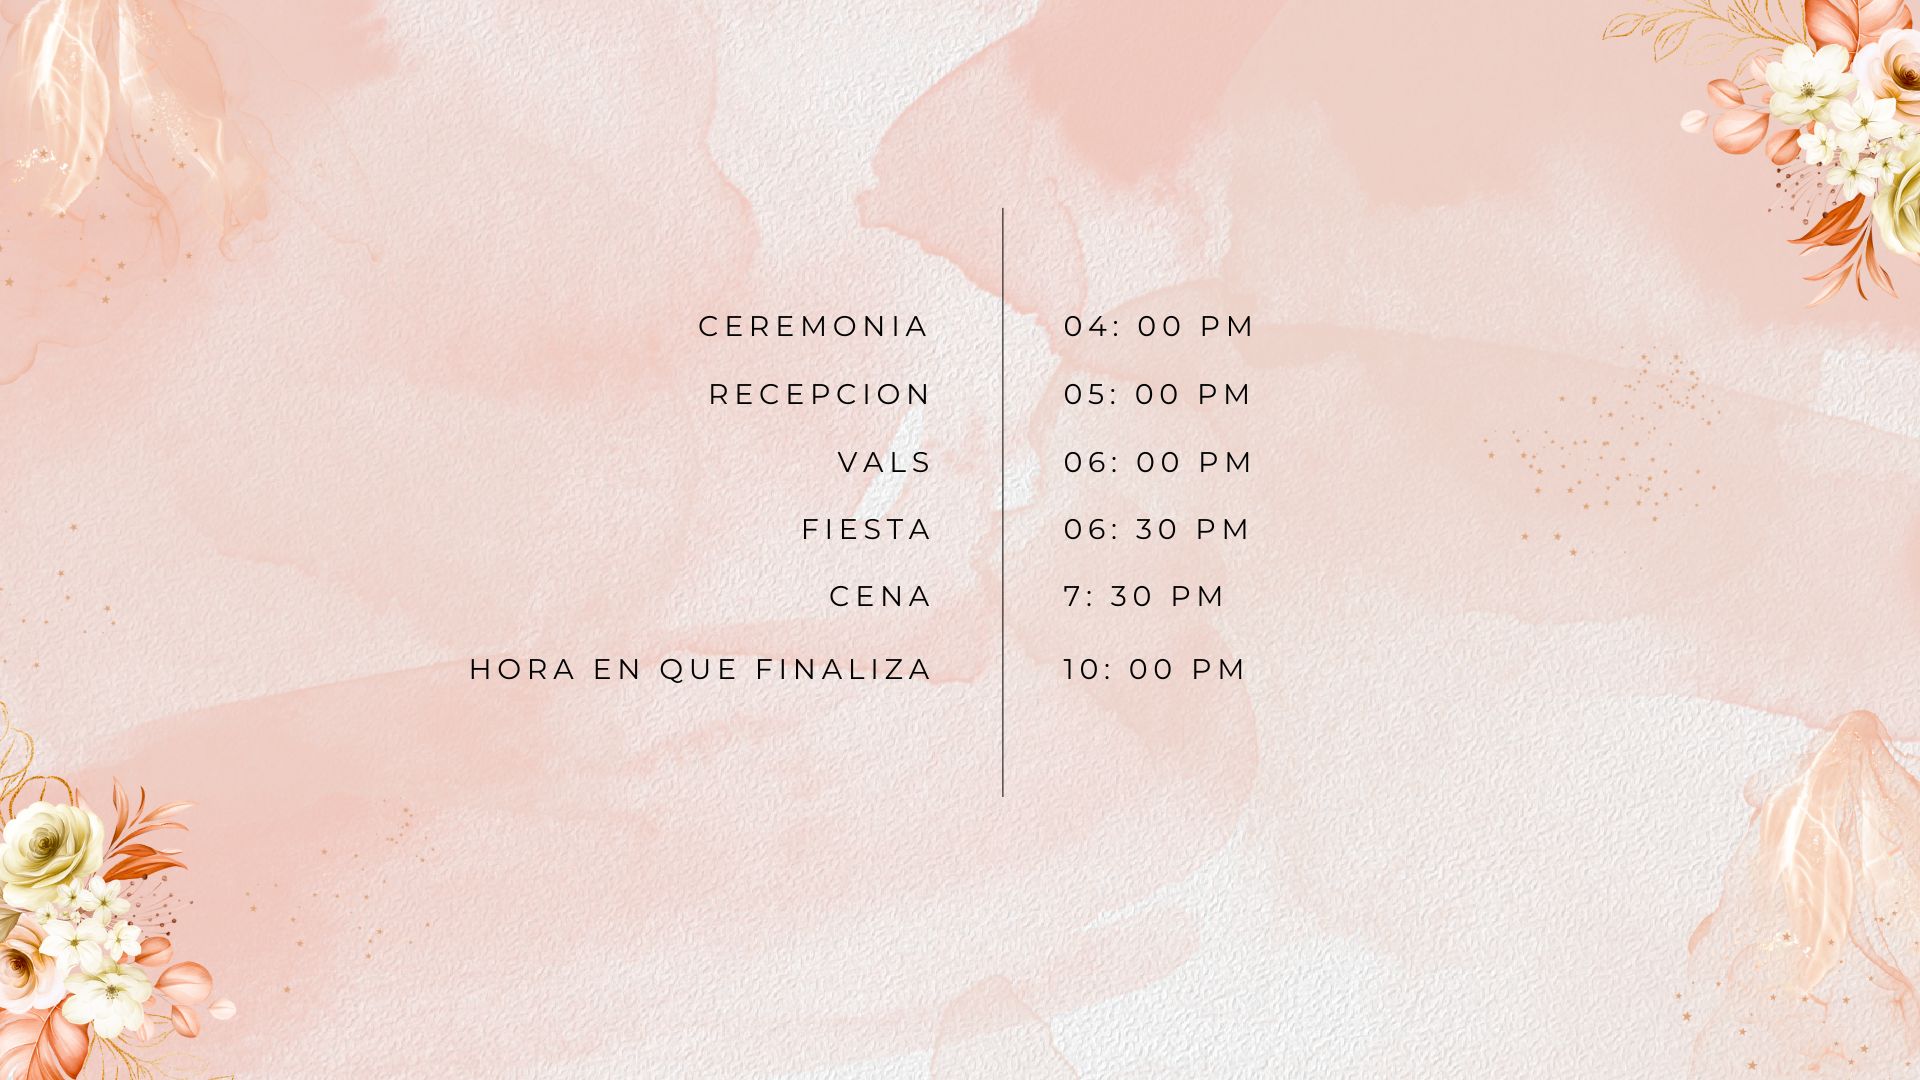 CEREMONIA 04: 00 PM
RECEPCION 05: 00 PM
VALS 06: 00 PM
FIESTA 06: 30 PM
CENA 7: 30 PM
HORA EN QUE FINALIZA 10: 00 PM